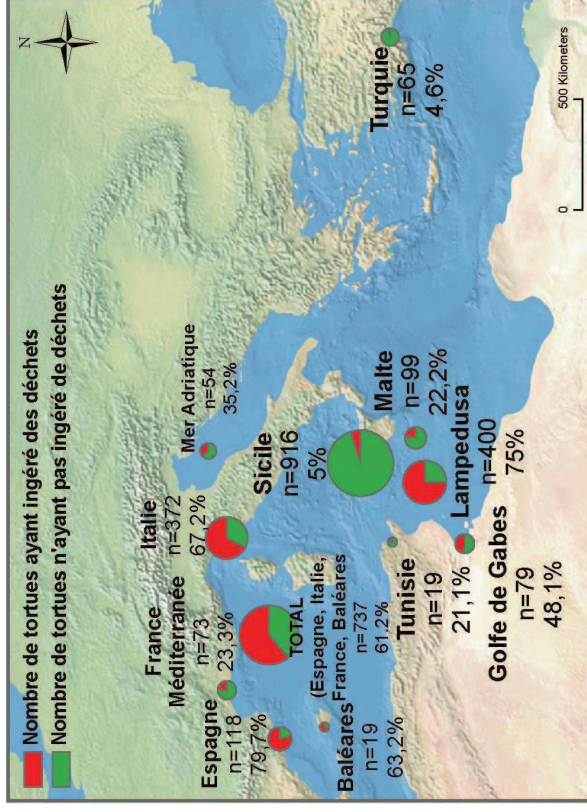 Nombre de tortues ayant ingéré des déchets
Nombre de tortues n'ayant pas ingéré de déchets
N
Mer Adriatique
n=54
35,2%
Italie
n=372
67,2%
France
Méditerranée
n=73
23,3%
Espagne
n=118
79,7%
TOTAL
(Espagne, Italie,
France, Baléares
n=737
61.2%
Baléares
n=19
63,2%
Sicile
n=916
5%
Malte
n=99
22,2%
Lampedusa
n=400
75%
Tunisie
n=19
21,1%
Golfe de Gabes
n=79
48,1%
Turquie
n=65
4,6%
0
500 Kilometers